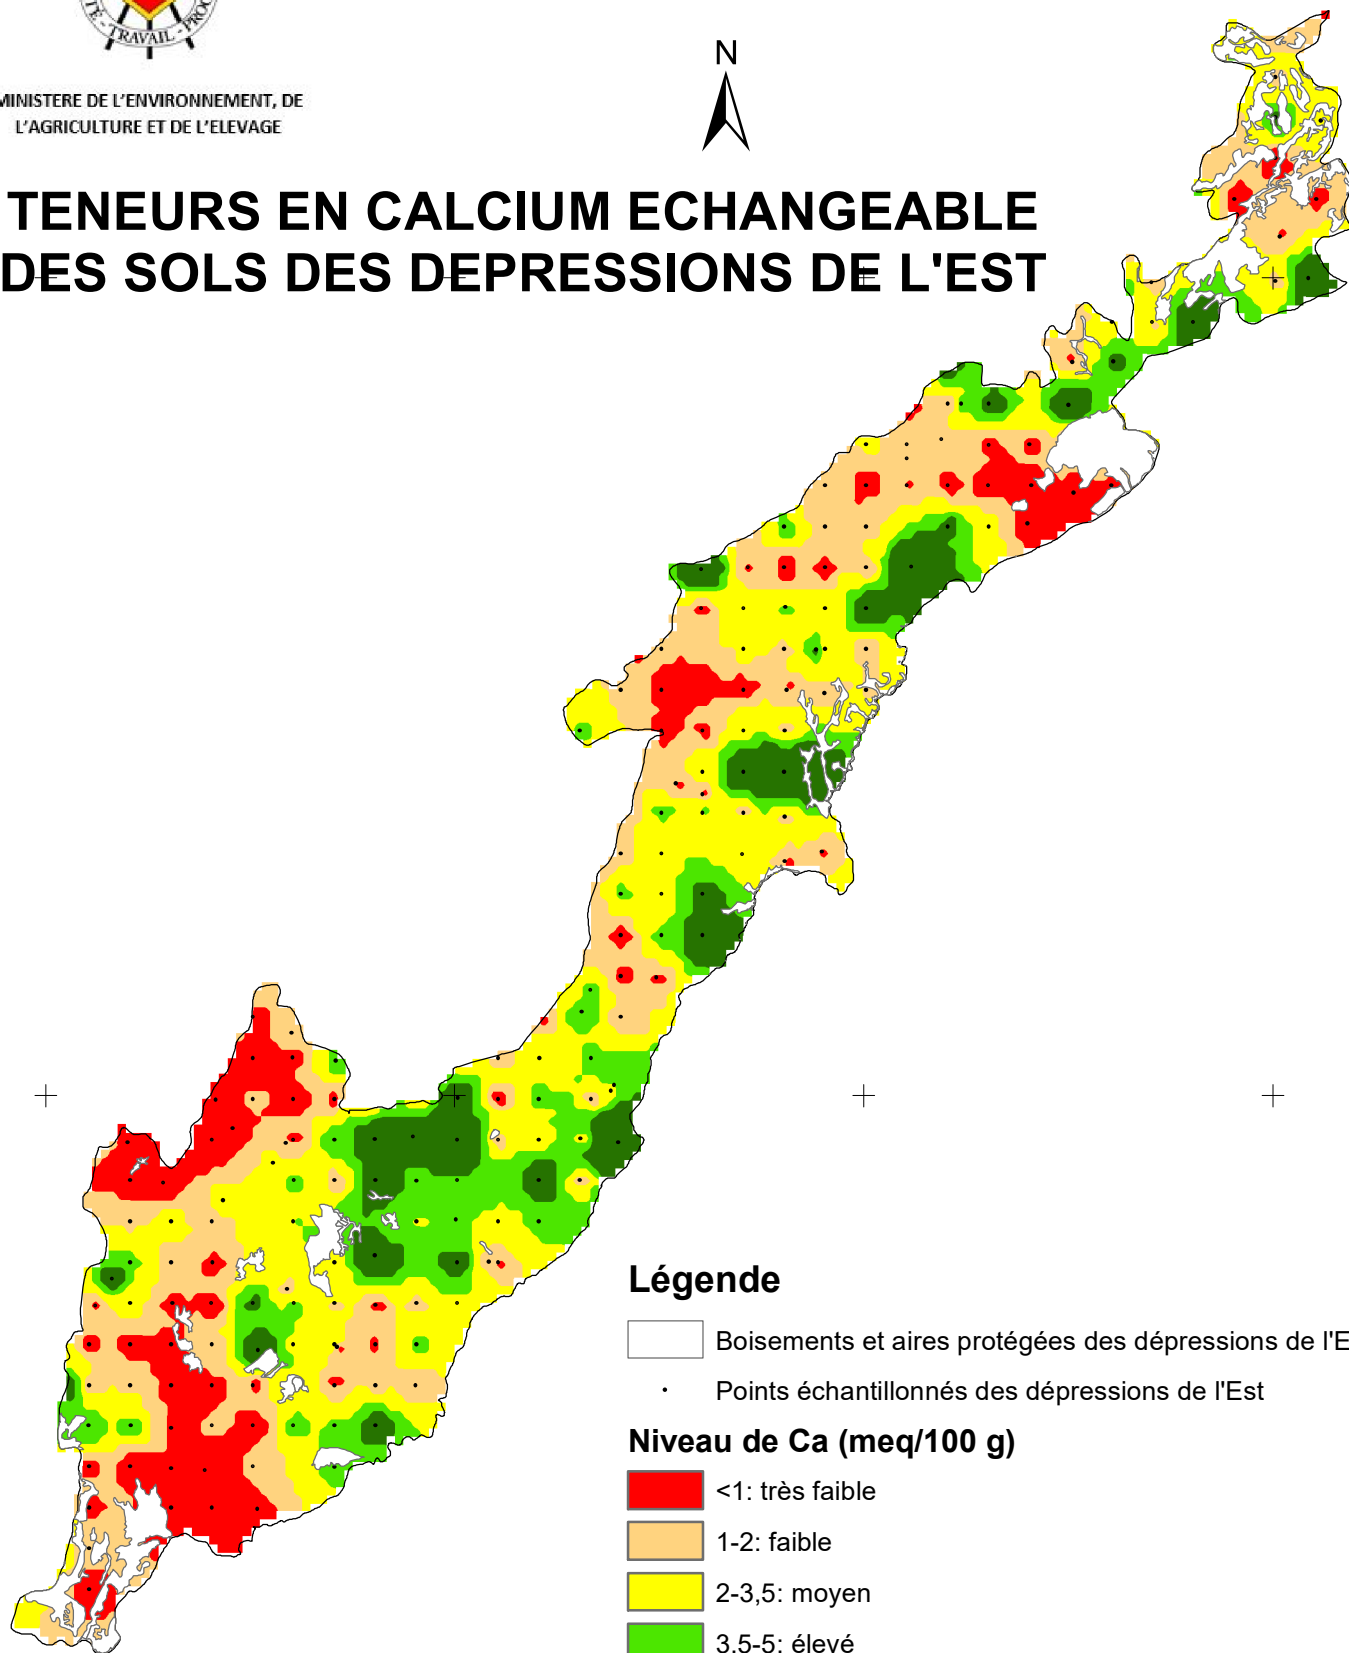 TRAVAIL
MINISTERE DE L'ENVIRONNEMENT, DE
L'AGRICULTURE ET DE L'ELEVAGE
N
TENEURS EN CALCIUM ECHANGEABLE
DES SOLS DES DEPRESSIONS DE L'EST
Légende
Boisements et aires protégées des dépressions de l'E
Points échantillonnés des dépressions de l'Est
Niveau de Ca (meq/100 g)
<1: très faible
1-2: faible
2-3,5: moyen
3.5-5: élevé